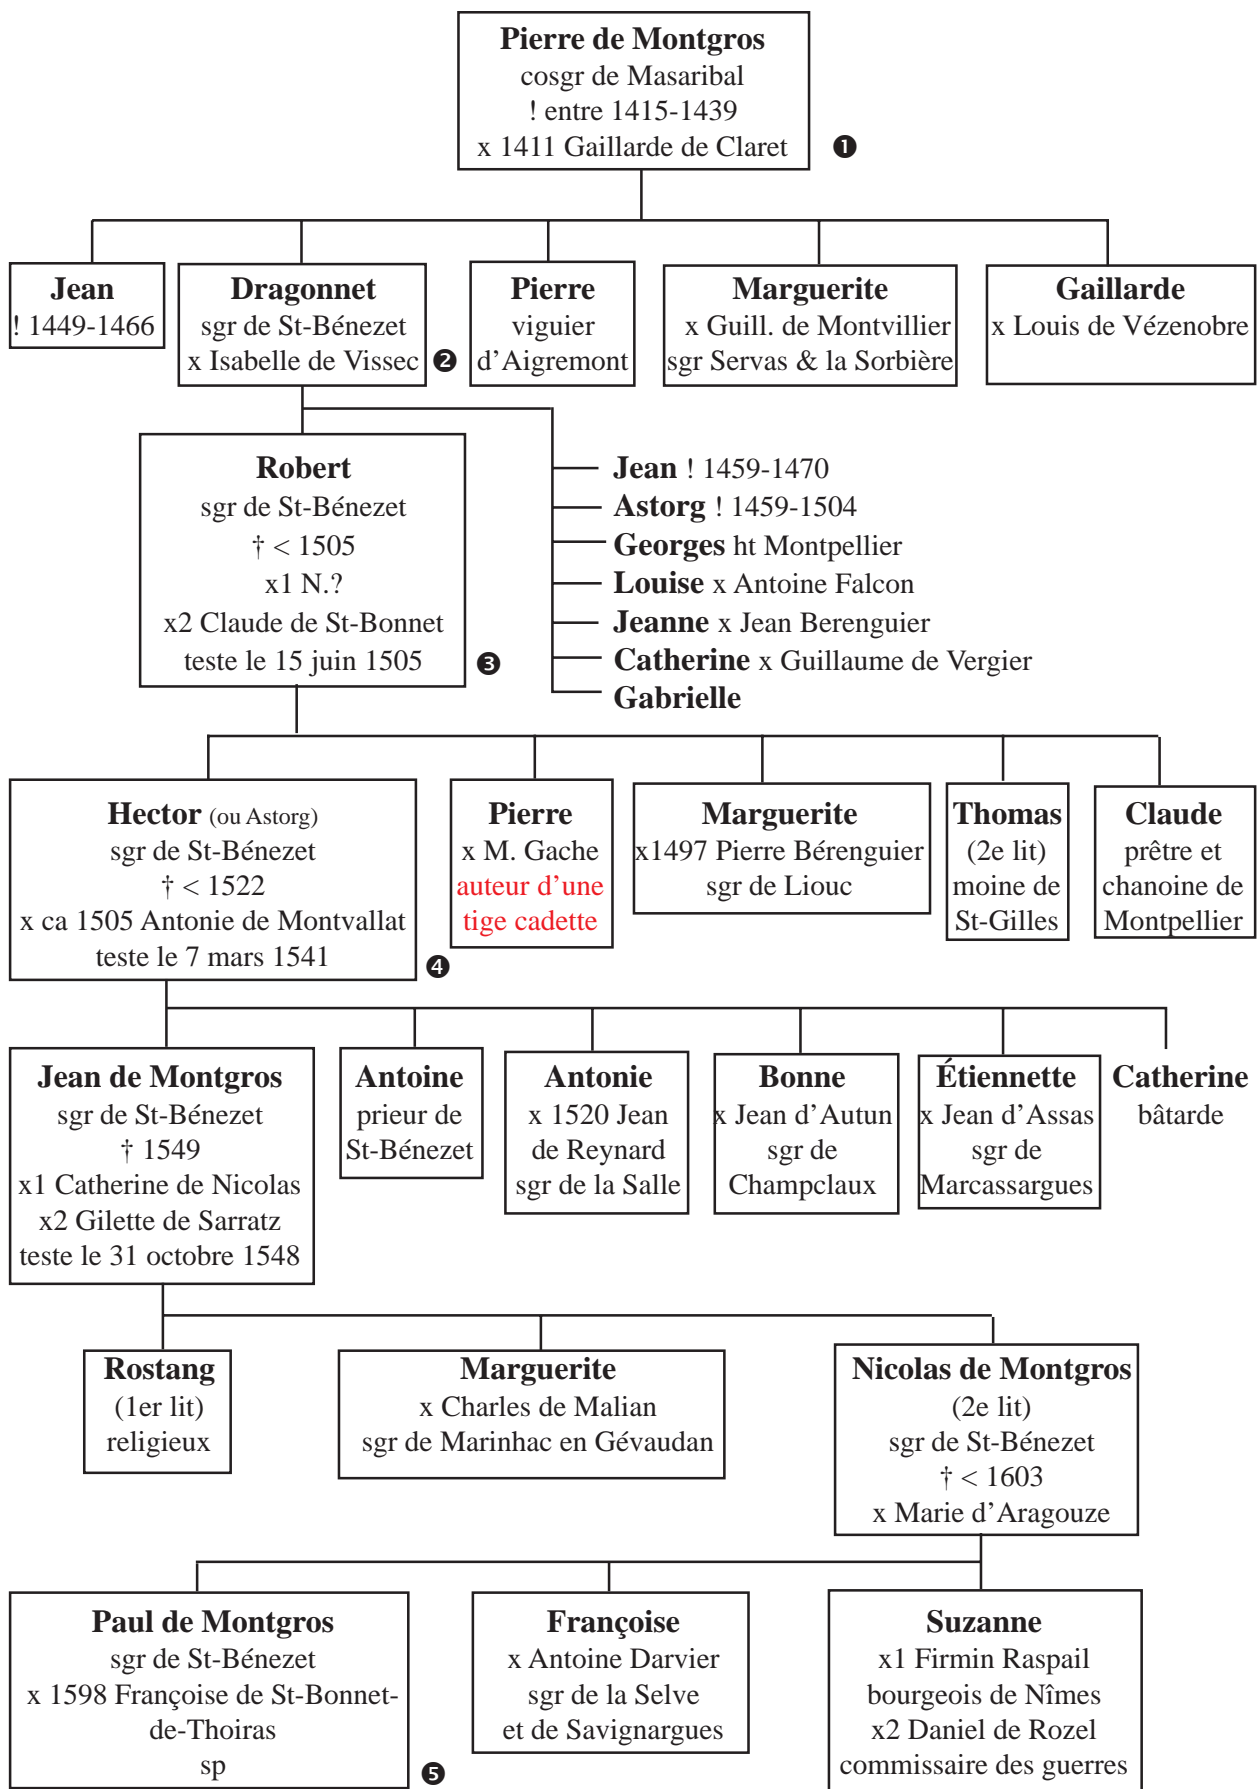 Pierre de Montgros
cosgr de Masaribal
! entre 1415-1439
x 1411 Gaillarde de Claret
❶
Jean
! 1449-1466
Dragonnet
sgr de St-Bénezet
x Isabelle de Vissec
❷
Pierre
viguier
d’Aigremont
Marguerite
x Guill. de Montvillier
sgr Servas & la Sorbière
Gaillarde
x Louis de Vézenobre
Robert
sgr de St-Bénezet
† < 1505
x1 N.?
x2 Claude de St-Bonnet
teste le 15 juin 1505
❸
Jean ! 1459-1470
Astorg ! 1459-1504
Georges ht Montpellier
Louise x Antoine Falcon
Jeanne x Jean Berenguier
Catherine x Guillaume de Vergier
Gabrielle
Hector (ou Astorg)
sgr de St-Bénezet
† < 1522
x ca 1505 Antonie de Montvallat
teste le 7 mars 1541
❹
Pierre
x M. Gache
auteur d’une
tige cadette
Marguerite
x1497 Pierre Bérenguier
sgr de Liouc
Thomas
(2e lit)
moine de
St-Gilles
Claude
prêtre et
chanoine de
Montpellier
Jean de Montgros
sgr de St-Bénezet
† 1549
x1 Catherine de Nicolas
x2 Gilette de Sarratz
teste le 31 octobre 1548
Antoine
prieur de
St-Bénezet
Antonie
x 1520 Jean
de Reynard
sgr de la Salle
Bonne
x Jean d’Autun
sgr de
Champclaux
Étiennette
x Jean d’Assas
sgr de
Marcassargues
Catherine
bâtarde
Rostang
(1er lit)
religieux
Marguerite
x Charles de Malian
sgr de Marinhac en Gévaudan
Nicolas de Montgros
(2e lit)
sgr de St-Bénezet
† < 1603
x Marie d’Aragouze
Paul de Montgros
sgr de St-Bénezet
x 1598 Françoise de St-Bonnet-
de-Thoiras
sp
❺
Françoise
x Antoine Darvier
sgr de la Selve
et de Savignargues
Suzanne
x1 Firmin Raspail
bourgeois de Nîmes
x2 Daniel de Rozel
commissaire des guerres